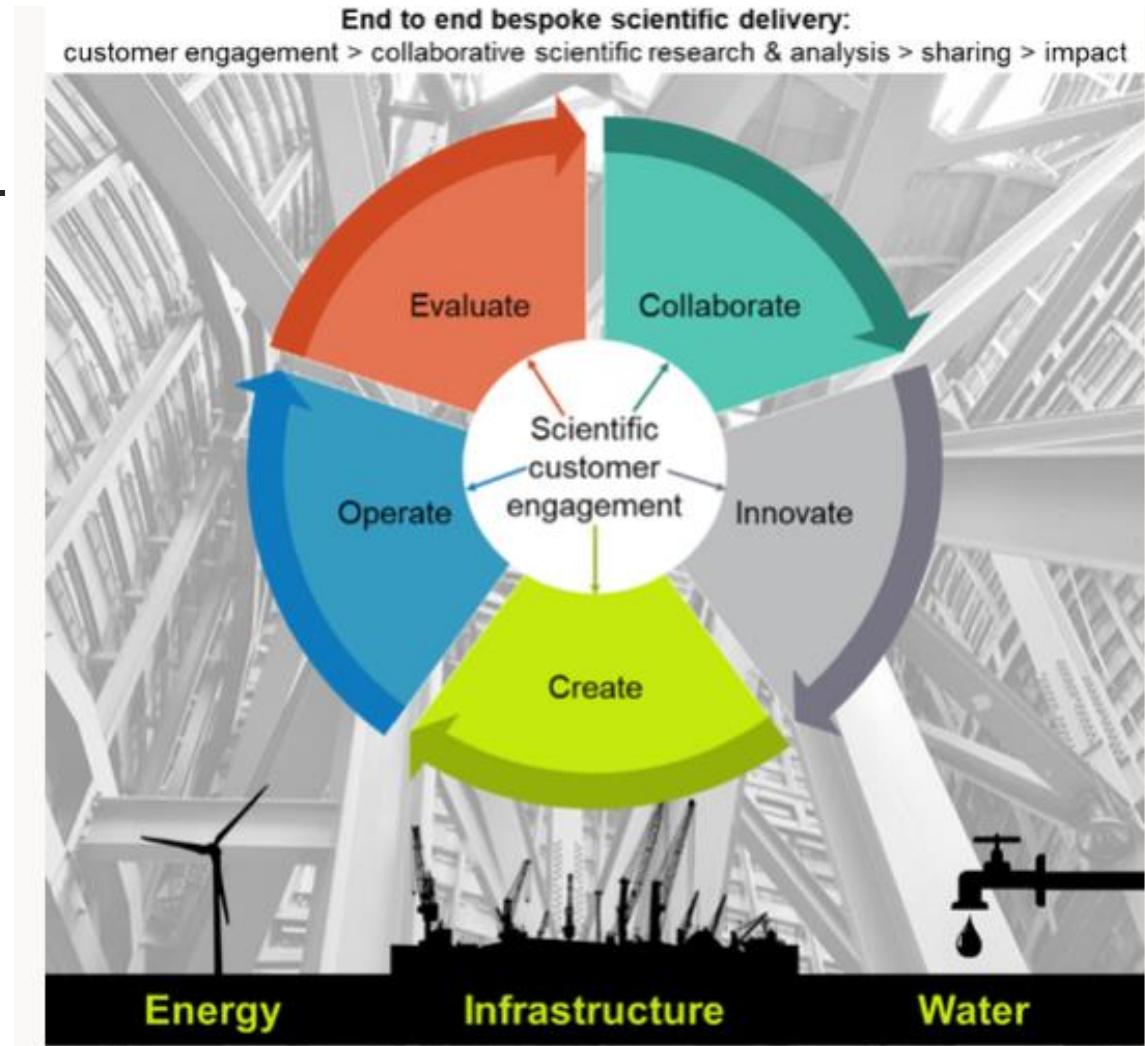 End to end bespoke scientific delivery:
customer engagement > collaborative scientific research & analysis > sharing > impact
Evaluate
Collaborate
Scientific
customer
engagement
Operate
Innovate
Create
Energy
Infrastructure
Water